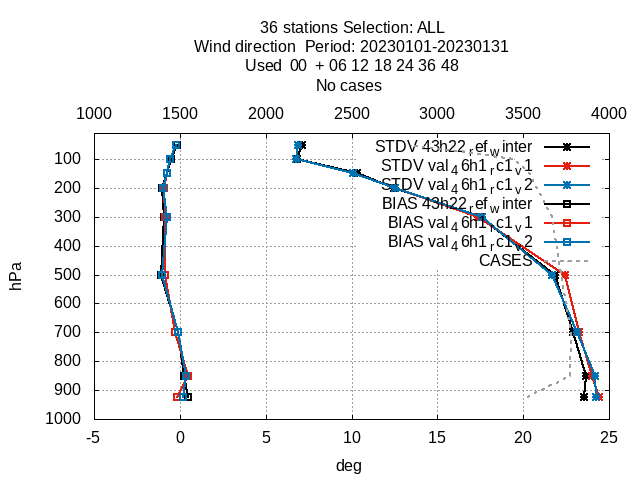 36 stations Selection: ALL
Wind direction  Period: 20230101-20230131
Used  00  + 06 12 18 24 36 48
No cases
1000 1500 2000 2500 3000 3500 4000
STDV 43h22_ref_winter
STDV val_46h1_rc1_v1
STDV val_46h1_rc1_v2
BIAS 43h22_ref_winter
BIAS val_46h1_rc1_v1
BIAS val_46h1_rc1_v2
CASES
100
200
300
400
hPa
500
600
700
800
900
1000
-5 0 5 10 15 20 25
deg